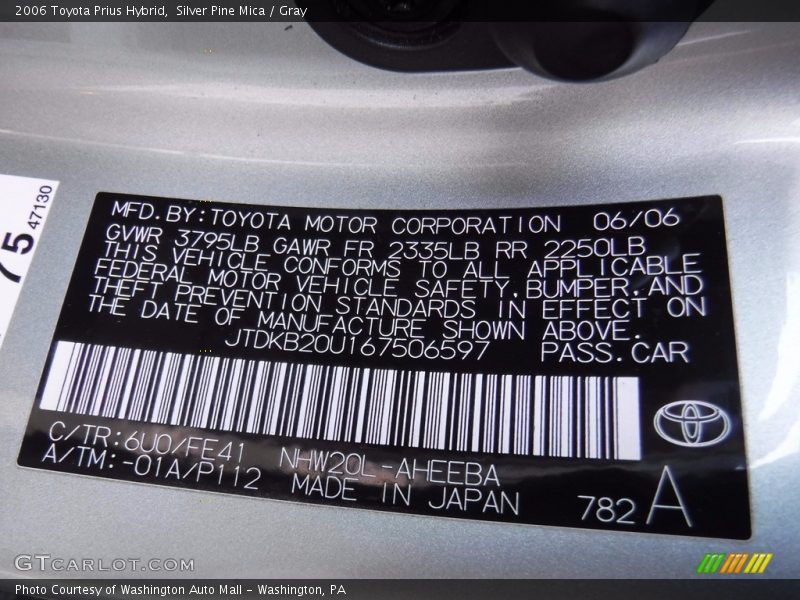 2006 Toyota Prius Hybrid, Silver Pine Mica / Gray
75
47130
MFD.BY:TOYOTA MOTOR CORPORATION 06/06
GVWR 3795LB GAWR FR 2335LB RR 2250LB
THIS VEHICLE CONFORMS TO ALL APPLICABLE
FEDERAL MOTOR VEHICLE SAFETY,BUMPER,AND
THEFT PREVENTION STANDARDS IN EFFECT ON
THE DATE OF MANUFACTURE SHOWN ABOVE.
JTDKB20U167506597 PASS.CAR
C/TR:6U0/FE41 NHW20L-AHEEBA
A/TM:-01A/P112 MADE IN JAPAN 782 A
GTCARLOT.COM
Photo Courtesy of Washington Auto Mall - Washington, PA